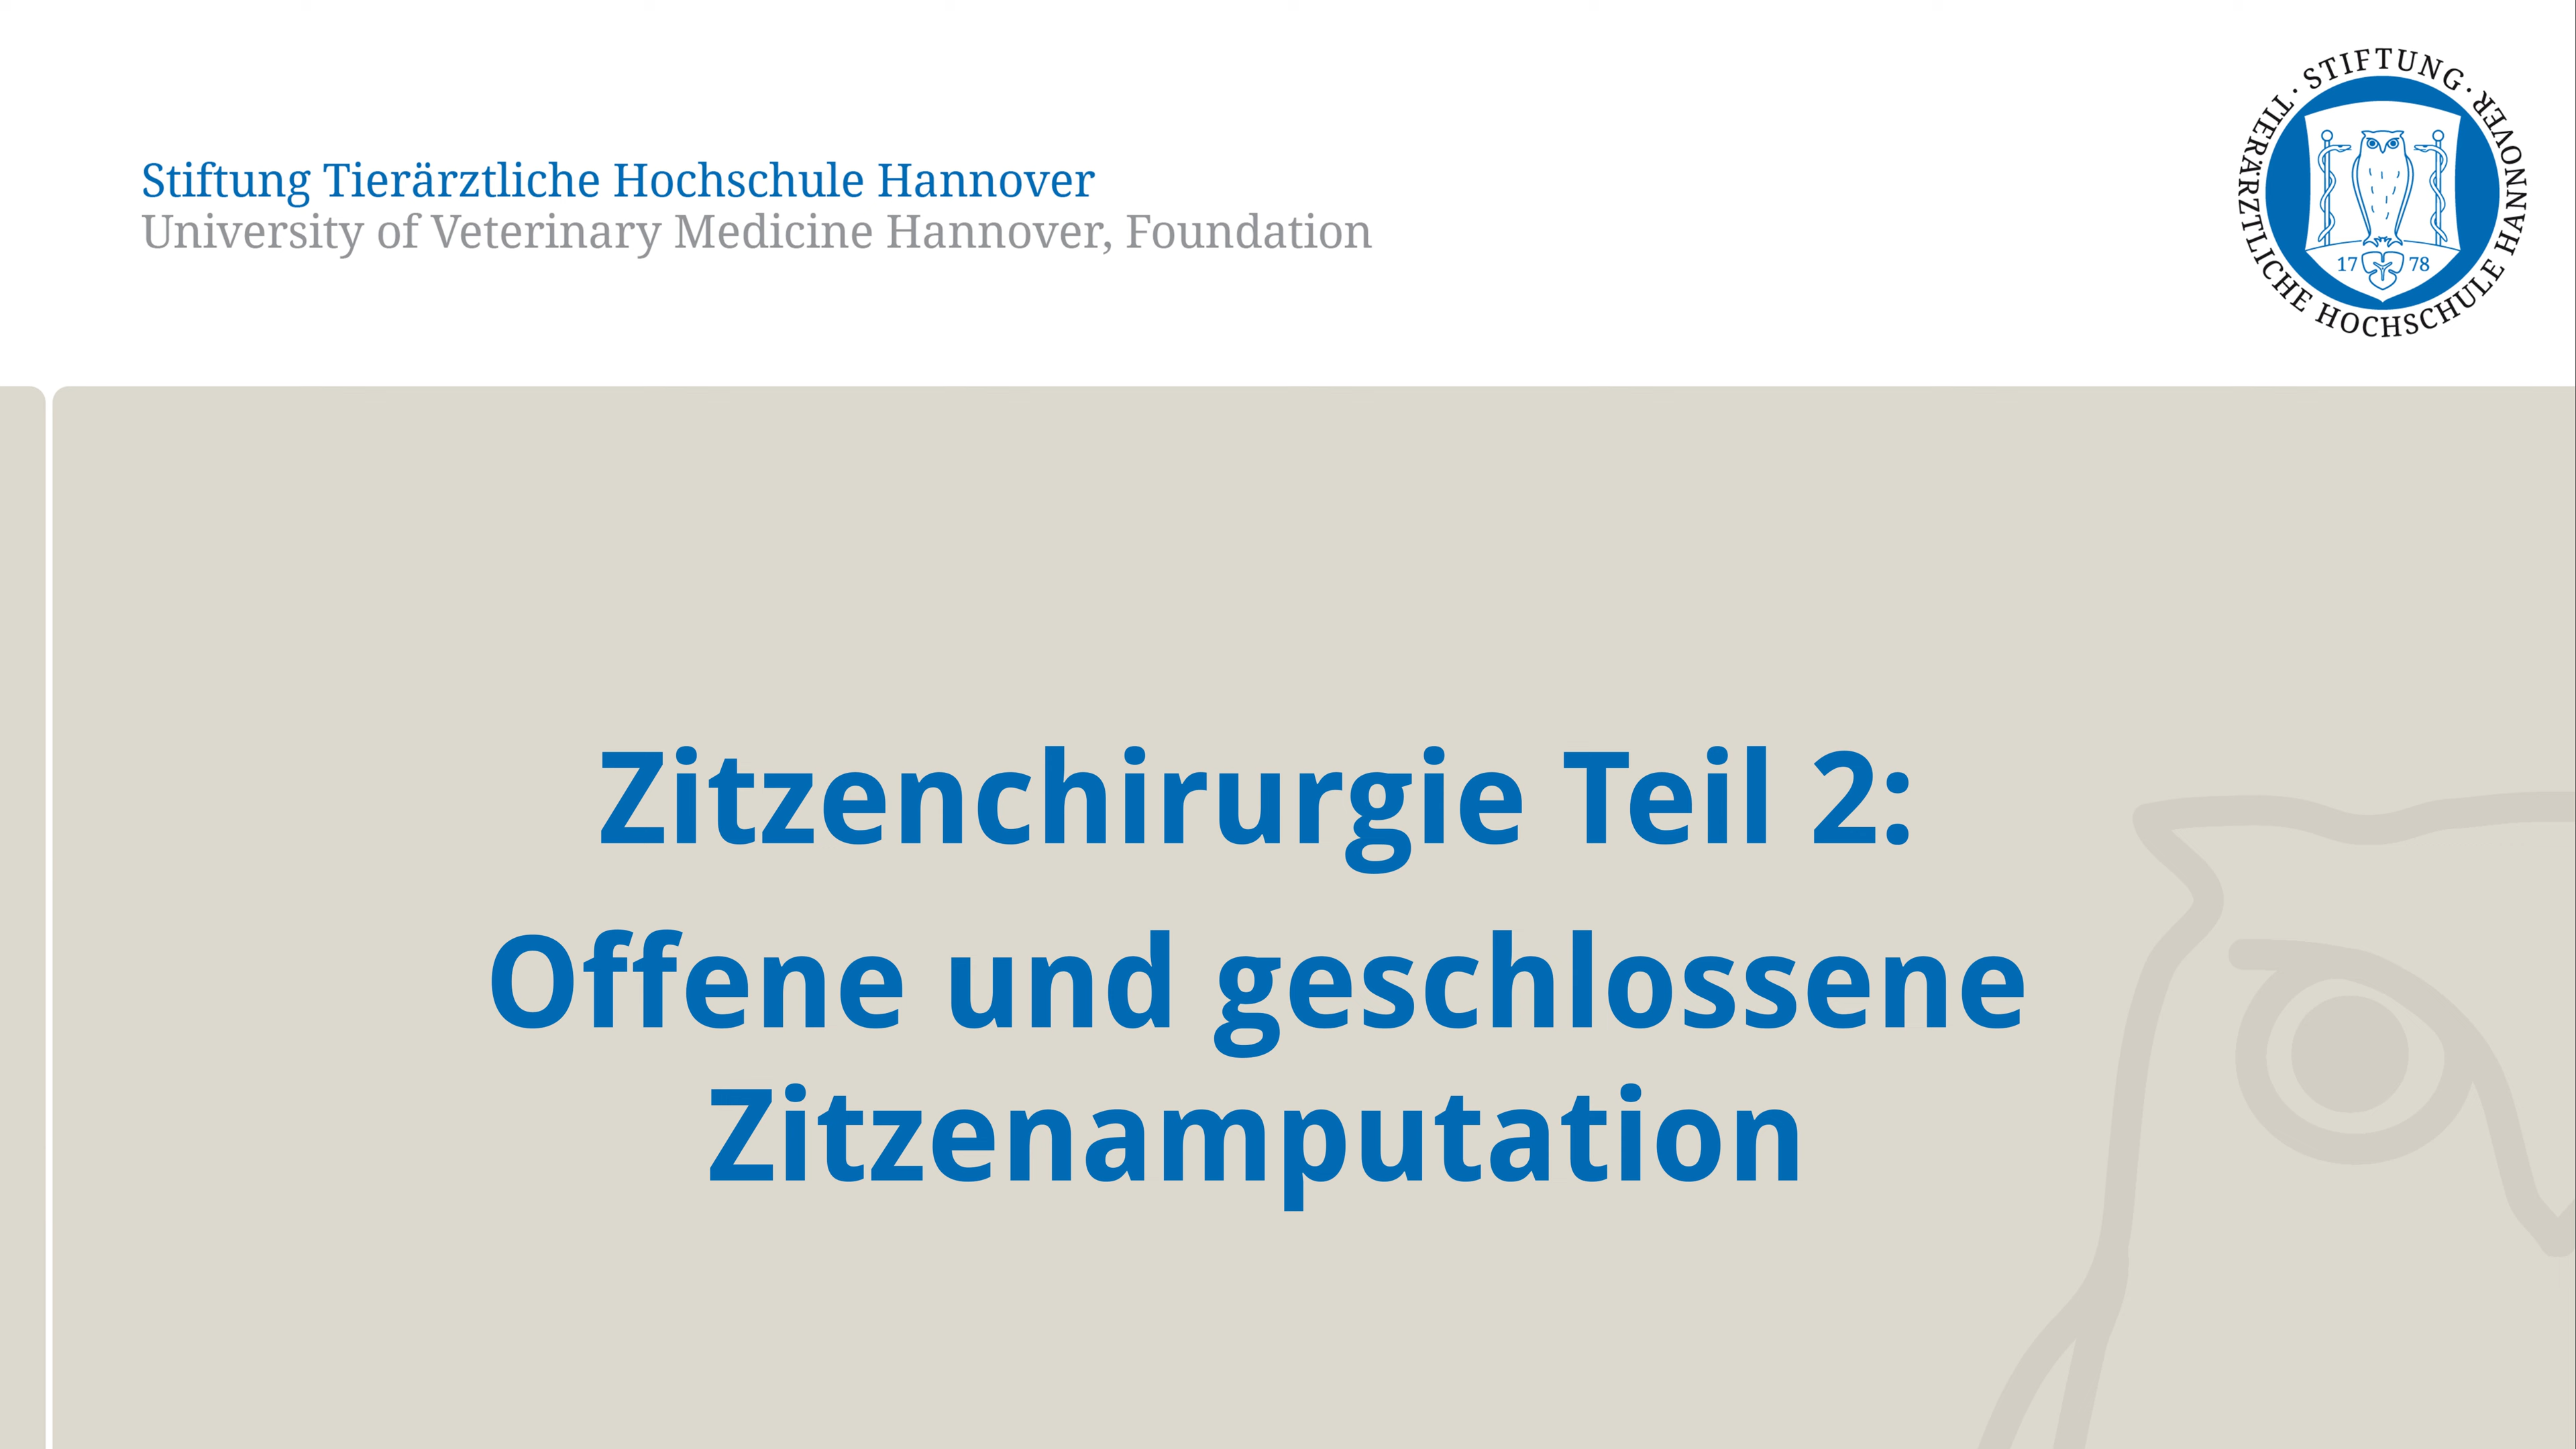 Stiftung Tierärztliche Hochschule Hannover
University of Veterinary Medicine Hannover, Foundation
· STIFTUNG · TIERÄRZTLICHE HOCHSCHULE HANNOVER
17 78
Zitzenchirurgie Teil 2:
Offene und geschlossene
Zitzenamputation